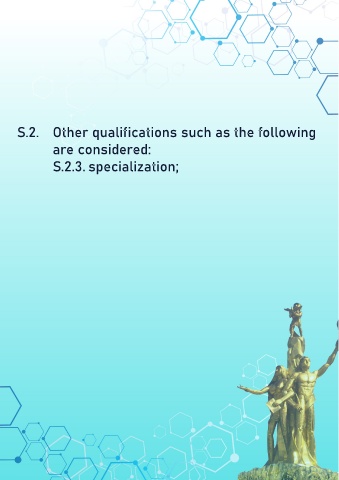 S.2. Other qualifications such as the following
are considered:
S.2.3. specialization;